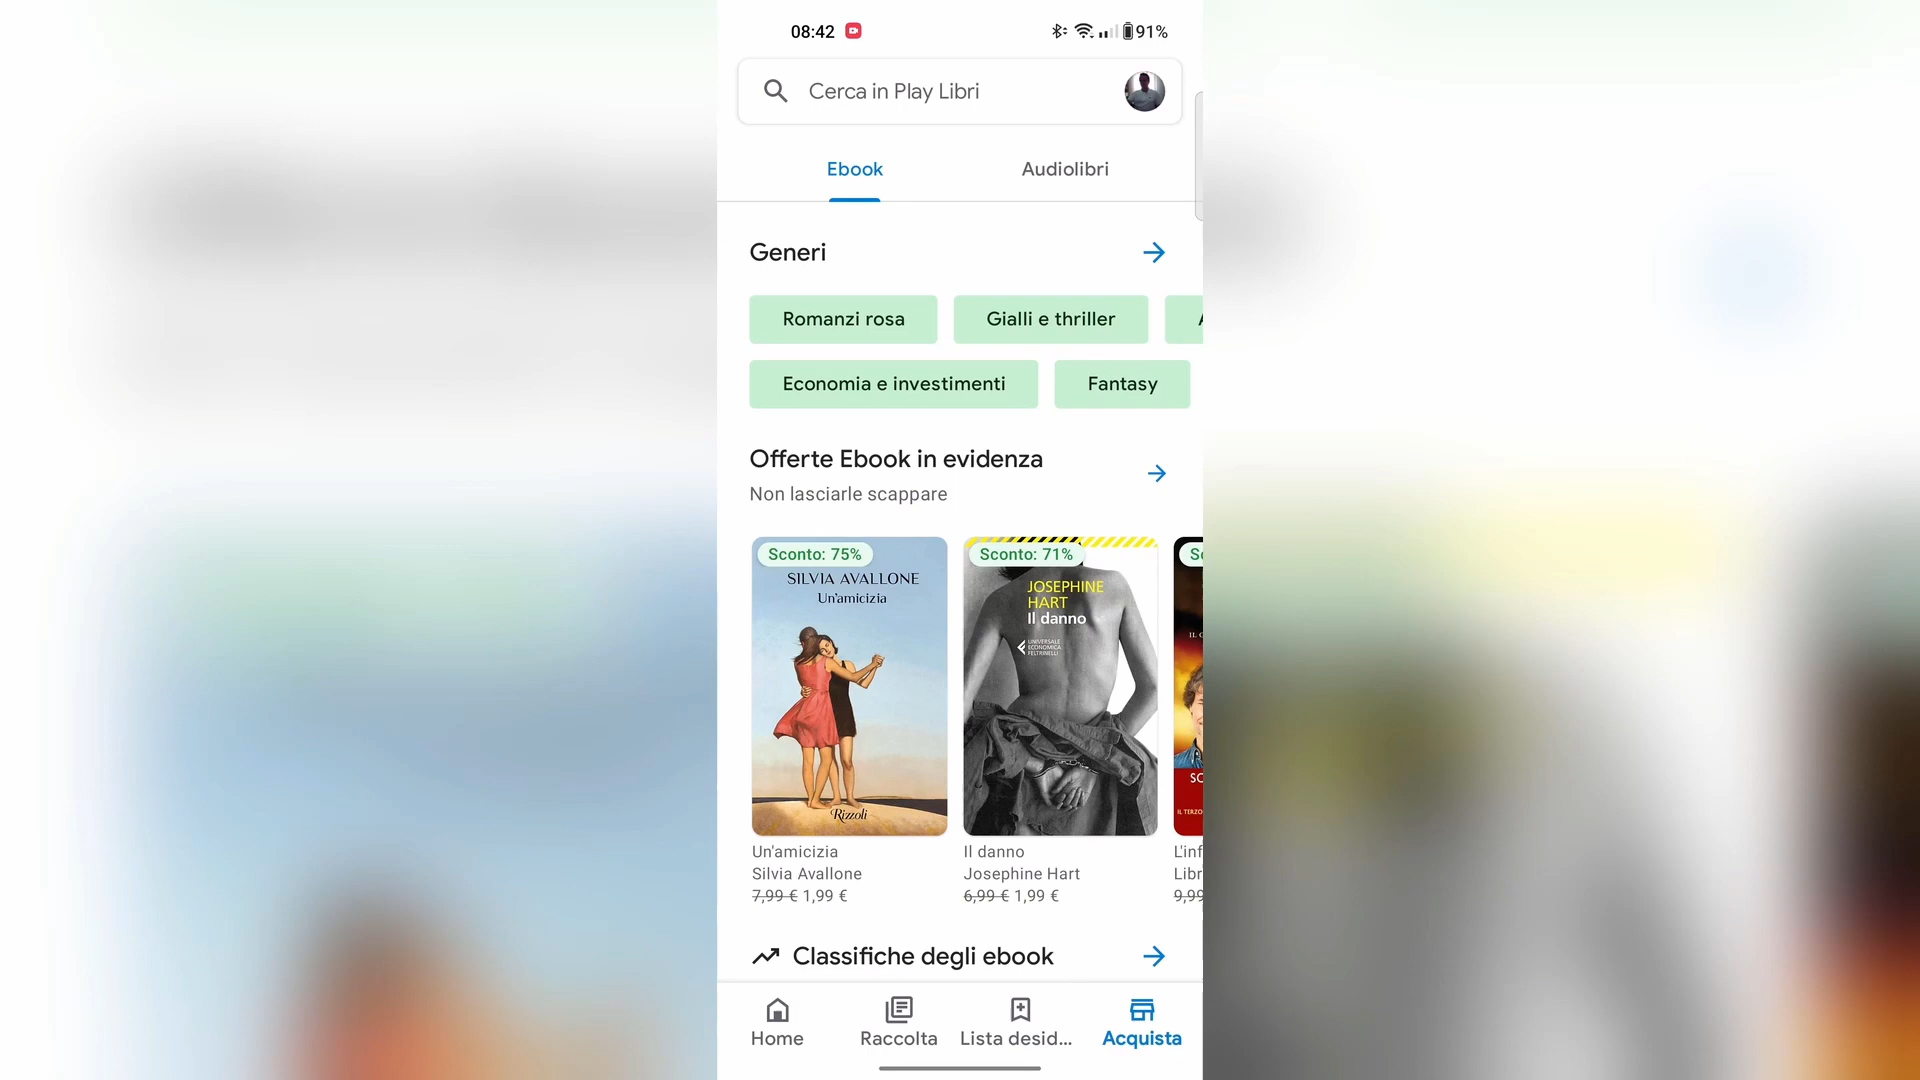 08:42
91%
Cerca in Play Libri
Ebook
Audiolibri
Generi
Romanzi rosa
Gialli e thriller
Economia e investimenti
Fantasy
Offerte Ebook in evidenza
Non lasciarle scappare
Sconto: 75%
SILVIA AVALLONE
Un'amicizia
Rizzoli
Sconto: 71%
JOSEPHINE
HART
Il danno
UNIVERSALE
ECONOMICA
FELTRINELLI
Un'amicizia
Silvia Avallone
7,99 € 1,99 €
Il danno
Josephine Hart
6,99 € 1,99 €
Classifiche degli ebook
Home
Raccolta
Lista desid...
Acquista